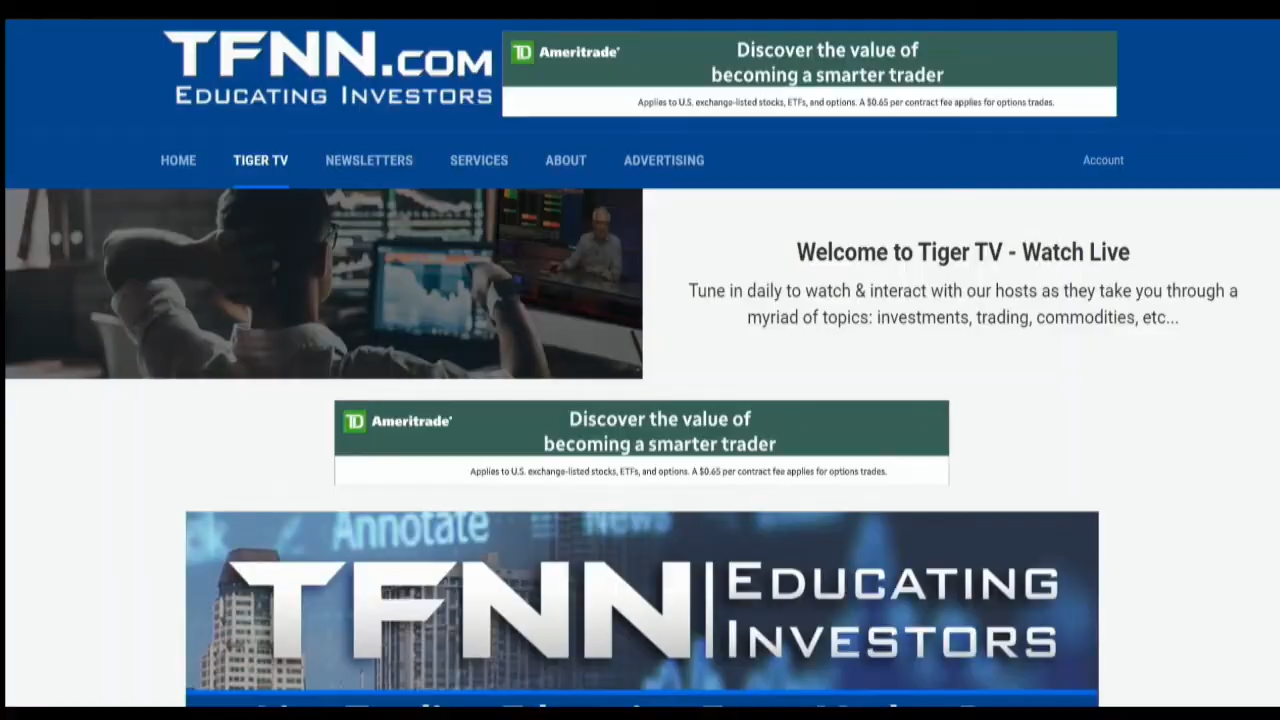 TFNN.COM
EDUCATING INVESTORS
TD Ameritrade
Discover the value of
becoming a smarter trader
Applies to U.S. exchange-listed stocks, ETFs, and options. A $0.65 per contract fee applies for options trades.
HOME TIGER TV NEWSLETTERS SERVICES ABOUT ADVERTISING Account
Welcome to Tiger TV - Watch Live
Tune in daily to watch & interact with our hosts as they take you through a
myriad of topics: investments, trading, commodities, etc...
TD Ameritrade
Discover the value of
becoming a smarter trader
Applies to U.S. exchange-listed stocks, ETFs, and options. A $0.65 per contract fee applies for options trades.
Annotate News
TFNN EDUCATING
INVESTORS